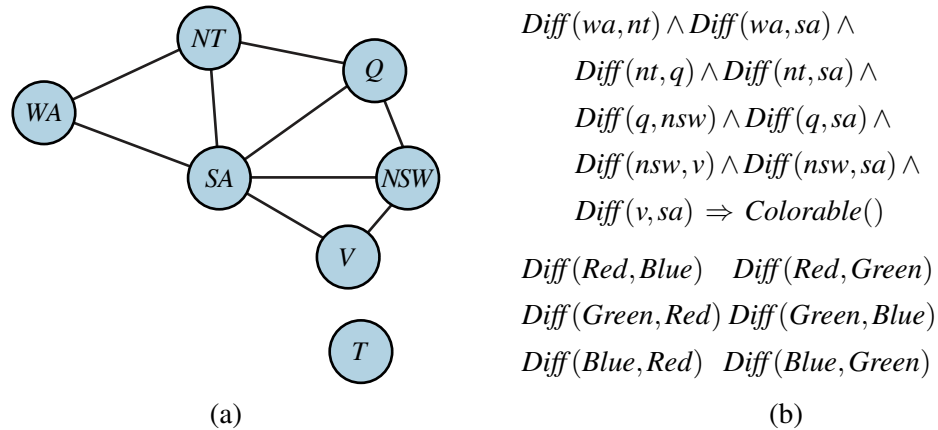 NT
Q
WA
SA
NSW
V
T
(a)
Diff(wa,nt) ∧ Diff(wa,sa) ∧
Diff(nt,q) ∧ Diff(nt,sa) ∧
Diff(q,nsw) ∧ Diff(q,sa) ∧
Diff(nsw,v) ∧ Diff(nsw,sa) ∧
Diff(v,sa) ⇒ Colorable()
Diff(Red,Blue) Diff(Red,Green)
Diff(Green,Red) Diff(Green,Blue)
Diff(Blue,Red) Diff(Blue,Green)
(b)